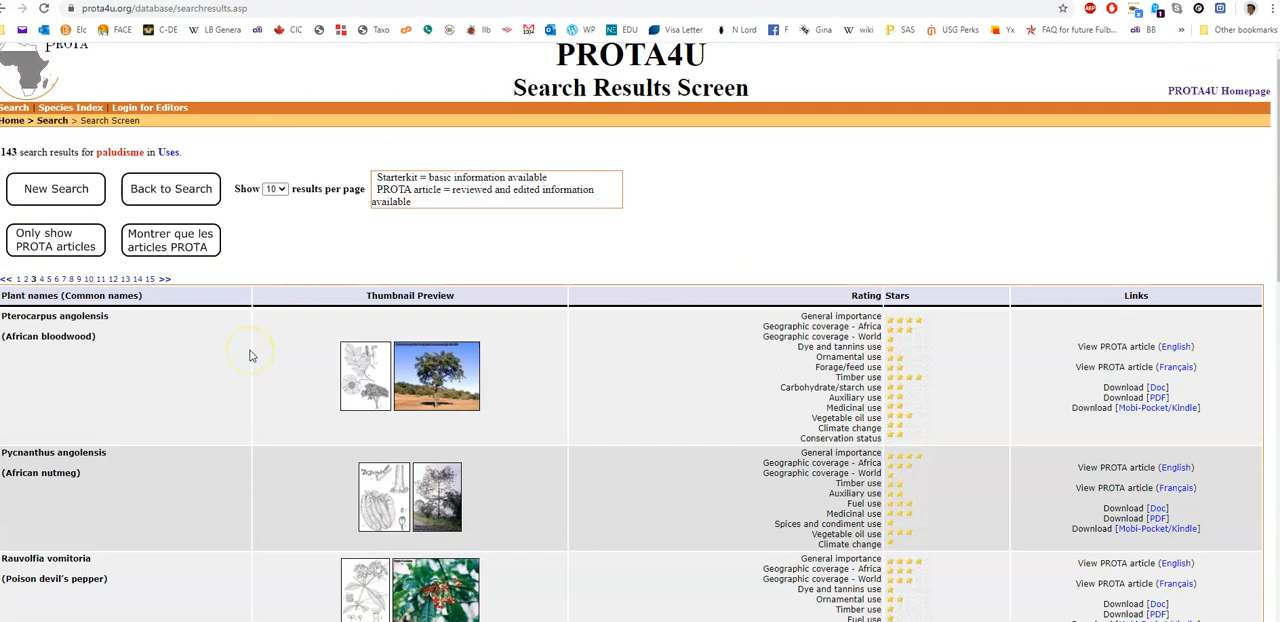 prota4u.org/database/searchresults.asp
Elc
FACE
C-DE
LB Genera
CIC
Taxo
Ilb
WP
EDU
Visa Letter
N Lord
F
Gina
wiki
SAS
USG Perks
Yx
FAQ for future Fulb...
BB
»
Other bookmarks
PROTA
PROTA4U
Search Results Screen
PROTA4U Homepage
Search | Species Index | Login for Editors
Home > Search > Search Screen
143 search results for paludisme in Uses.
New Search
Back to Search
Show 10 results per page
Starterkit = basic information available
PROTA article = reviewed and edited information
available
Only show
PROTA articles
Montrer que les
articles PROTA
<< 1 2 3 4 5 6 7 8 9 10 11 12 13 14 15 >>
Plant names (Common names)
Thumbnail Preview
Rating Stars
Links
Pterocarpus angolensis
(African bloodwood)
General importance
Geographic coverage - Africa
Geographic coverage - World
Dye and tannins use
Ornamental use
Forage/feed use
Timber use
Carbohydrate/starch use
Auxiliary use
Medicinal use
Vegetable oil use
Climate change
Conservation status
View PROTA article (English)
View PROTA article (Français)
Download [Doc]
Download [PDF]
Download [Mobi-Pocket/Kindle]
Pycnanthus angolensis
(African nutmeg)
General importance
Geographic coverage - Africa
Geographic coverage - World
Timber use
Auxiliary use
Fuel use
Medicinal use
Spices and condiment use
Vegetable oil use
Climate change
View PROTA article (English)
View PROTA article (Français)
Download [Doc]
Download [PDF]
Download [Mobi-Pocket/Kindle]
Rauvolfia vomitoria
(Poison devil's pepper)
General importance
Geographic coverage - Africa
Geographic coverage - World
Dye and tannins use
Ornamental use
Timber use
Fuel use
View PROTA article (English)
View PROTA article (Français)
Download [Doc]
Download [PDF]
Download [Mobi-Pocket/Kindle]